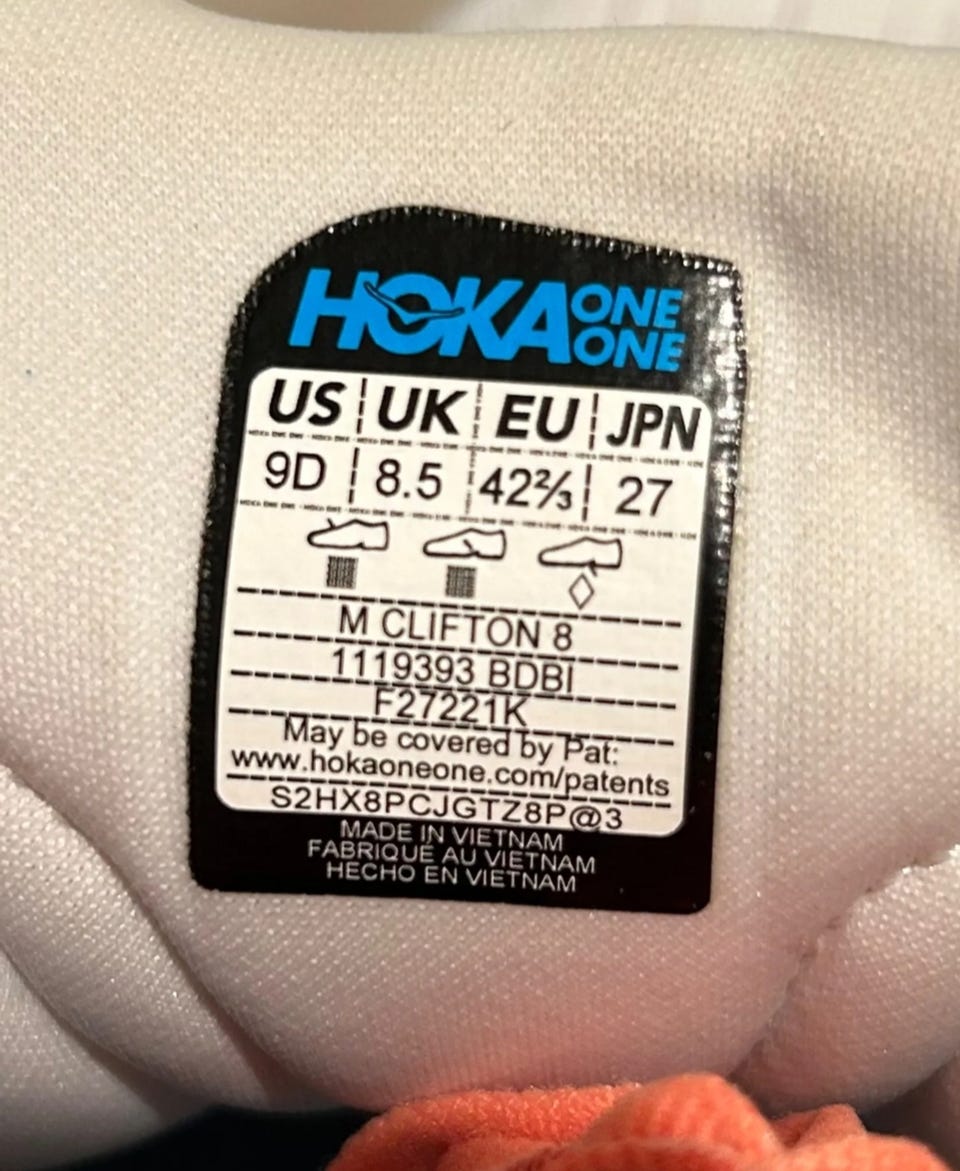 HOKA ONE ONE
US UK EU JPN
9D 8.5 42⅔ 27
M CLIFTON 8
1119393 BDBI
F27221K
May be covered by Pat:
www.hokaoneone.com/patents
S2HX8PCJGTZ8P@3
MADE IN VIETNAM
FABRIQUE AU VIETNAM
HECHO EN VIETNAM